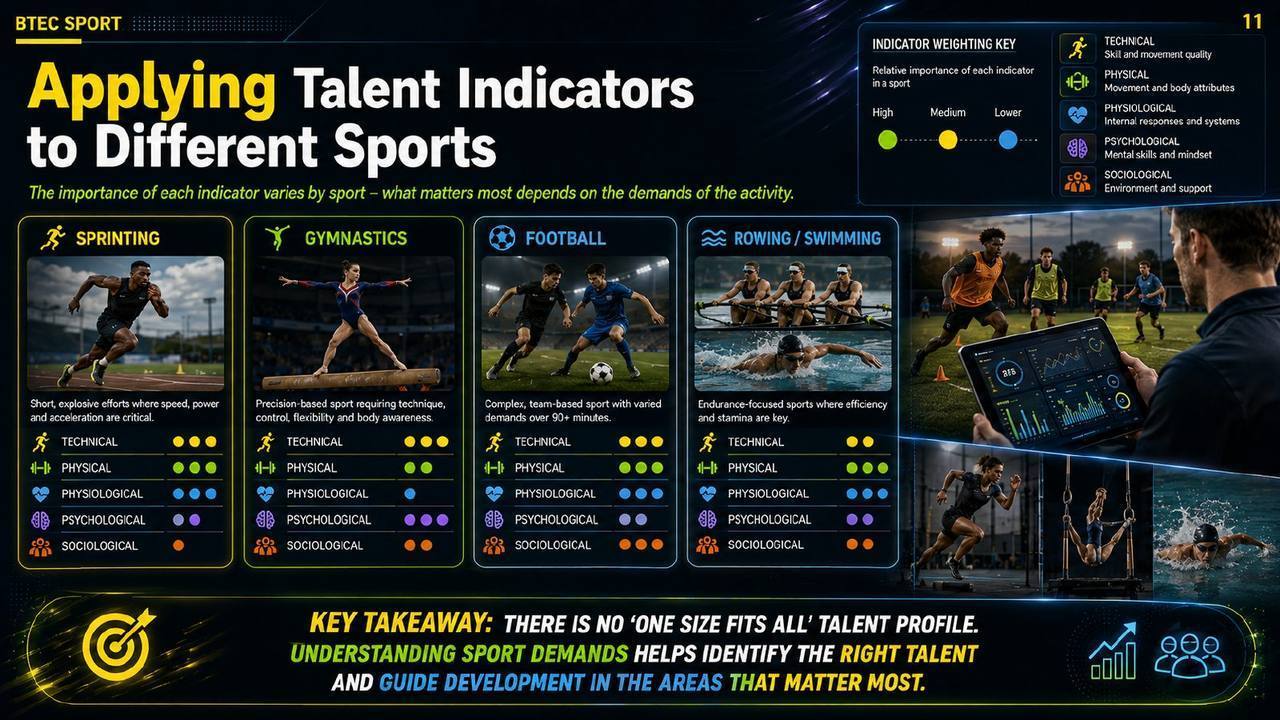 BTEC SPORT
11
Applying Talent Indicators
to Different Sports
The importance of each indicator varies by sport – what matters most depends on the demands of the activity.
INDICATOR WEIGHTING KEY
Relative importance of each indicator
in a sport
High Medium Lower
TECHNICAL
Skill and movement quality
PHYSICAL
Movement and body attributes
PHYSIOLOGICAL
Internal responses and systems
PSYCHOLOGICAL
Mental skills and mindset
SOCIOLOGICAL
Environment and support
SPRINTING
Short, explosive efforts where speed, power
and acceleration are critical.
TECHNICAL
PHYSICAL
PHYSIOLOGICAL
PSYCHOLOGICAL
SOCIOLOGICAL
GYMNASTICS
Precision-based sport requiring technique,
control, flexibility and body awareness.
TECHNICAL
PHYSICAL
PHYSIOLOGICAL
PSYCHOLOGICAL
SOCIOLOGICAL
FOOTBALL
Complex, team-based sport with varied
demands over 90+ minutes.
TECHNICAL
PHYSICAL
PHYSIOLOGICAL
PSYCHOLOGICAL
SOCIOLOGICAL
ROWING / SWIMMING
Endurance-focused sports where efficiency
and stamina are key.
TECHNICAL
PHYSICAL
PHYSIOLOGICAL
PSYCHOLOGICAL
SOCIOLOGICAL
KEY TAKEAWAY: THERE IS NO ‘ONE SIZE FITS ALL’ TALENT PROFILE.
UNDERSTANDING SPORT DEMANDS HELPS IDENTIFY THE RIGHT TALENT
AND GUIDE DEVELOPMENT IN THE AREAS THAT MATTER MOST.